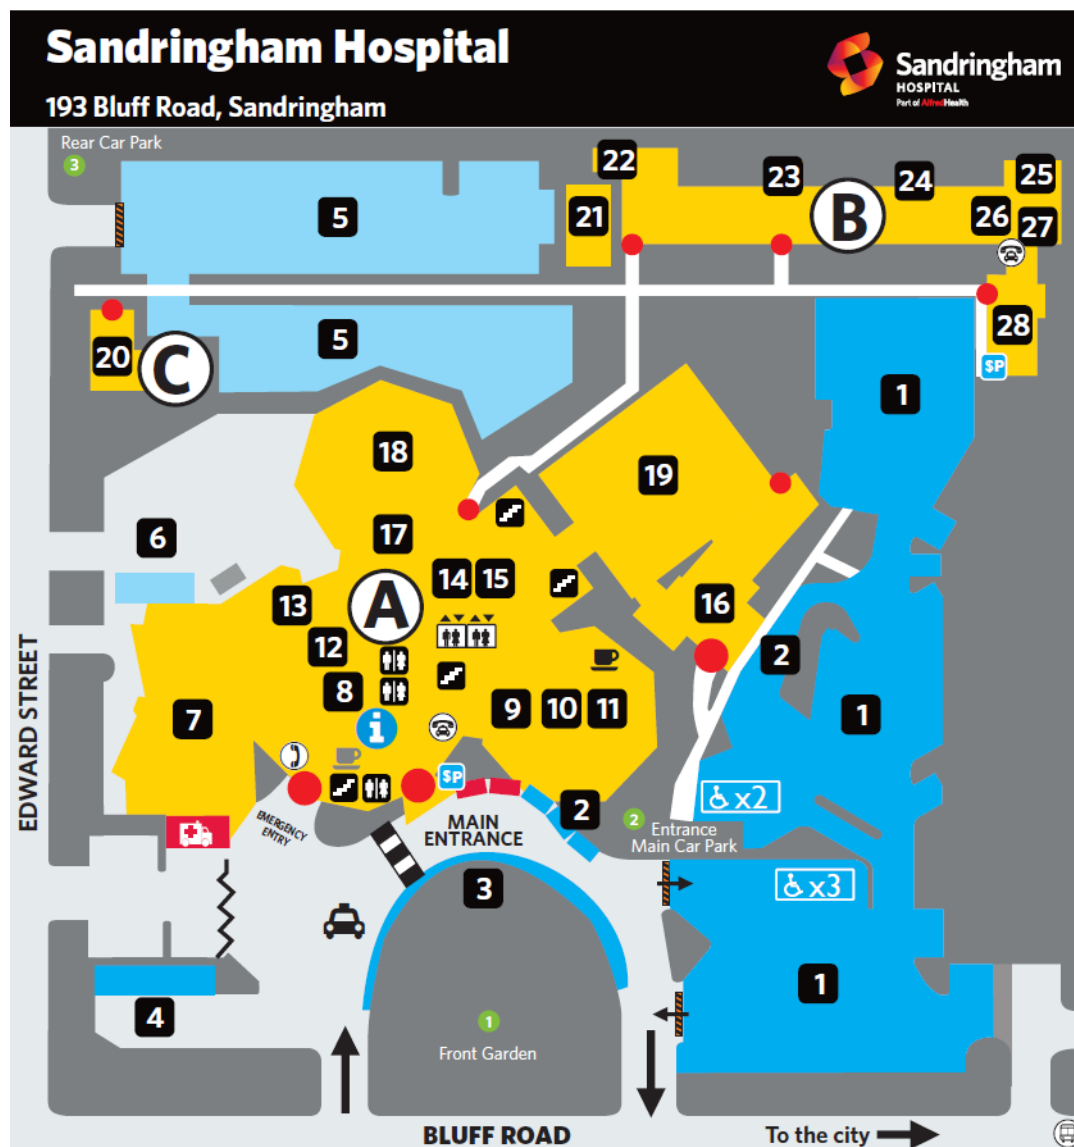 Sandringham Hospital
193 Bluff Road, Sandringham
Sandringham
HOSPITAL
Part of AlfredHealth
Rear Car Park
3
5
22
21
23
24
25
26
27
B
5
20
C
28
$P
1
18
19
17
6
14
15
16
13
A
12
2
8
9
10
11
7
i
1
EDWARD STREET
$P
x2
EMERGENCY
ENTRY
MAIN
ENTRANCE
2
2
Entrance
Main Car Park
3
x3
4
1
1
Front Garden
BLUFF ROAD
To the city